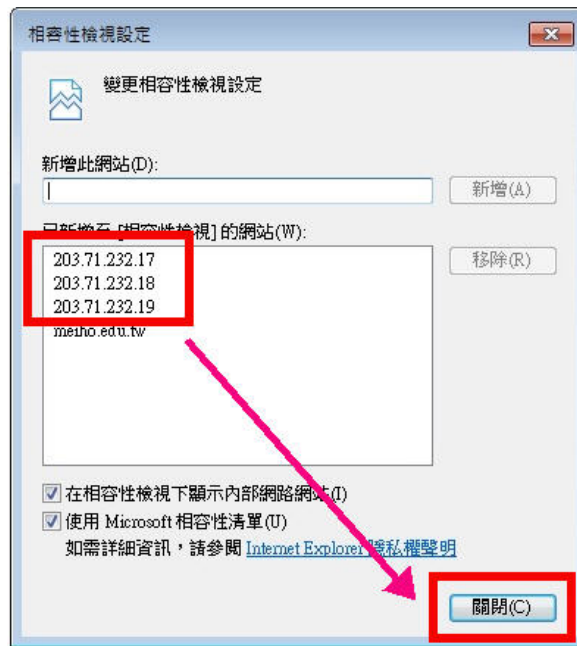 相容性檢視設定
變更相容性檢視設定
新增此網站(D):
新增(A)
已新增至 [相容性檢視] 的網站(W):
203.71.232.17
移除(R)
203.71.232.18
203.71.232.19
meiho.edu.tw
在相容性檢視下顯示內部網路網站(I)
使用 Microsoft 相容性清單(U)
如需詳細資訊，請參閱 Internet Explorer 隱私權聲明
關閉(C)